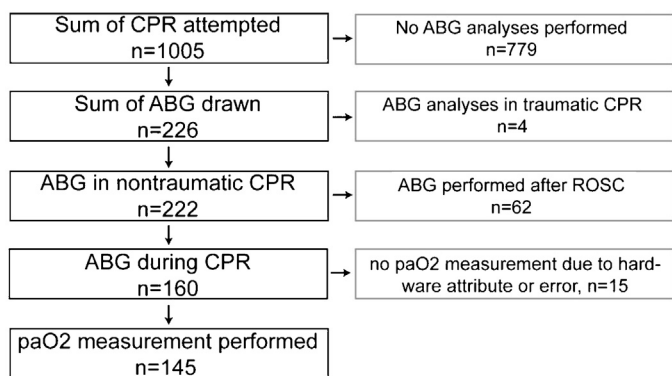 Sum of CPR attempted
n=1005
No ABG analyses performed
n=779
Sum of ABG drawn
n=226
ABG analyses in traumatic CPR
n=4
ABG in nontraumatic CPR
n=222
ABG performed after ROSC
n=62
ABG during CPR
n=160
no paO2 measurement due to hard-
ware attribute or error, n=15
paO2 measurement performed
n=145